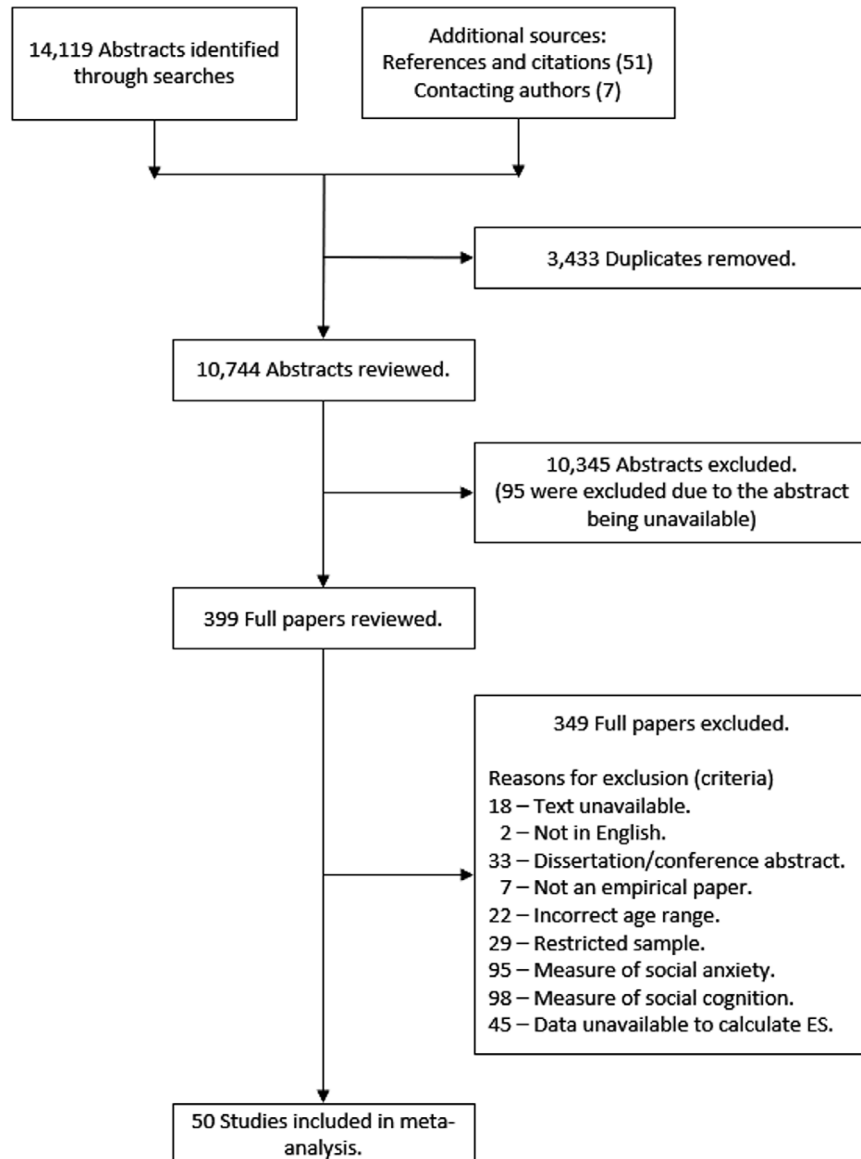 14,119 Abstracts identified
through searches
Additional sources:
References and citations (51)
Contacting authors (7)
3,433 Duplicates removed.
10,744 Abstracts reviewed.
10,345 Abstracts excluded.
(95 were excluded due to the abstract
being unavailable)
399 Full papers reviewed.
349 Full papers excluded.
Reasons for exclusion (criteria)
18 – Text unavailable.
2 – Not in English.
33 – Dissertation/conference abstract.
7 – Not an empirical paper.
22 – Incorrect age range.
29 – Restricted sample.
95 – Measure of social anxiety.
98 – Measure of social cognition.
45 – Data unavailable to calculate ES.
50 Studies included in meta-
analysis.